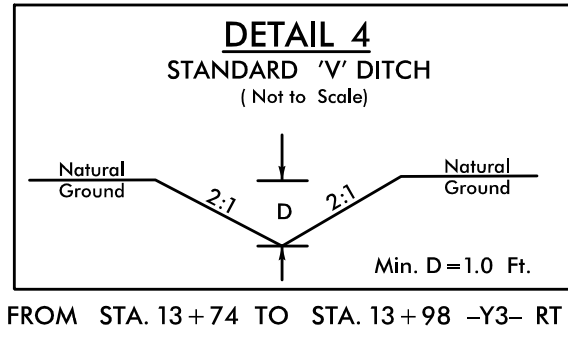 DETAIL 4
STANDARD 'V' DITCH
( Not to Scale)
Natural
Ground
2:1
D
2:1
Natural
Ground
Min. D=1.0 Ft.
FROM STA. 13+74 TO STA. 13+98 -Y3- RT